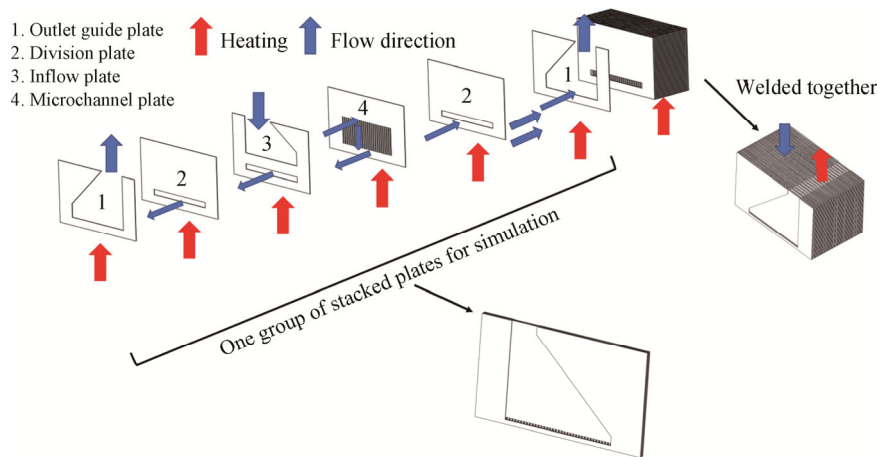 1. Outlet guide plate
2. Division plate
3. Inflow plate
4. Microchannel plate
Heating
Flow direction
1
2
3
4
2
1
Welded together
One group of stacked plates for simulation